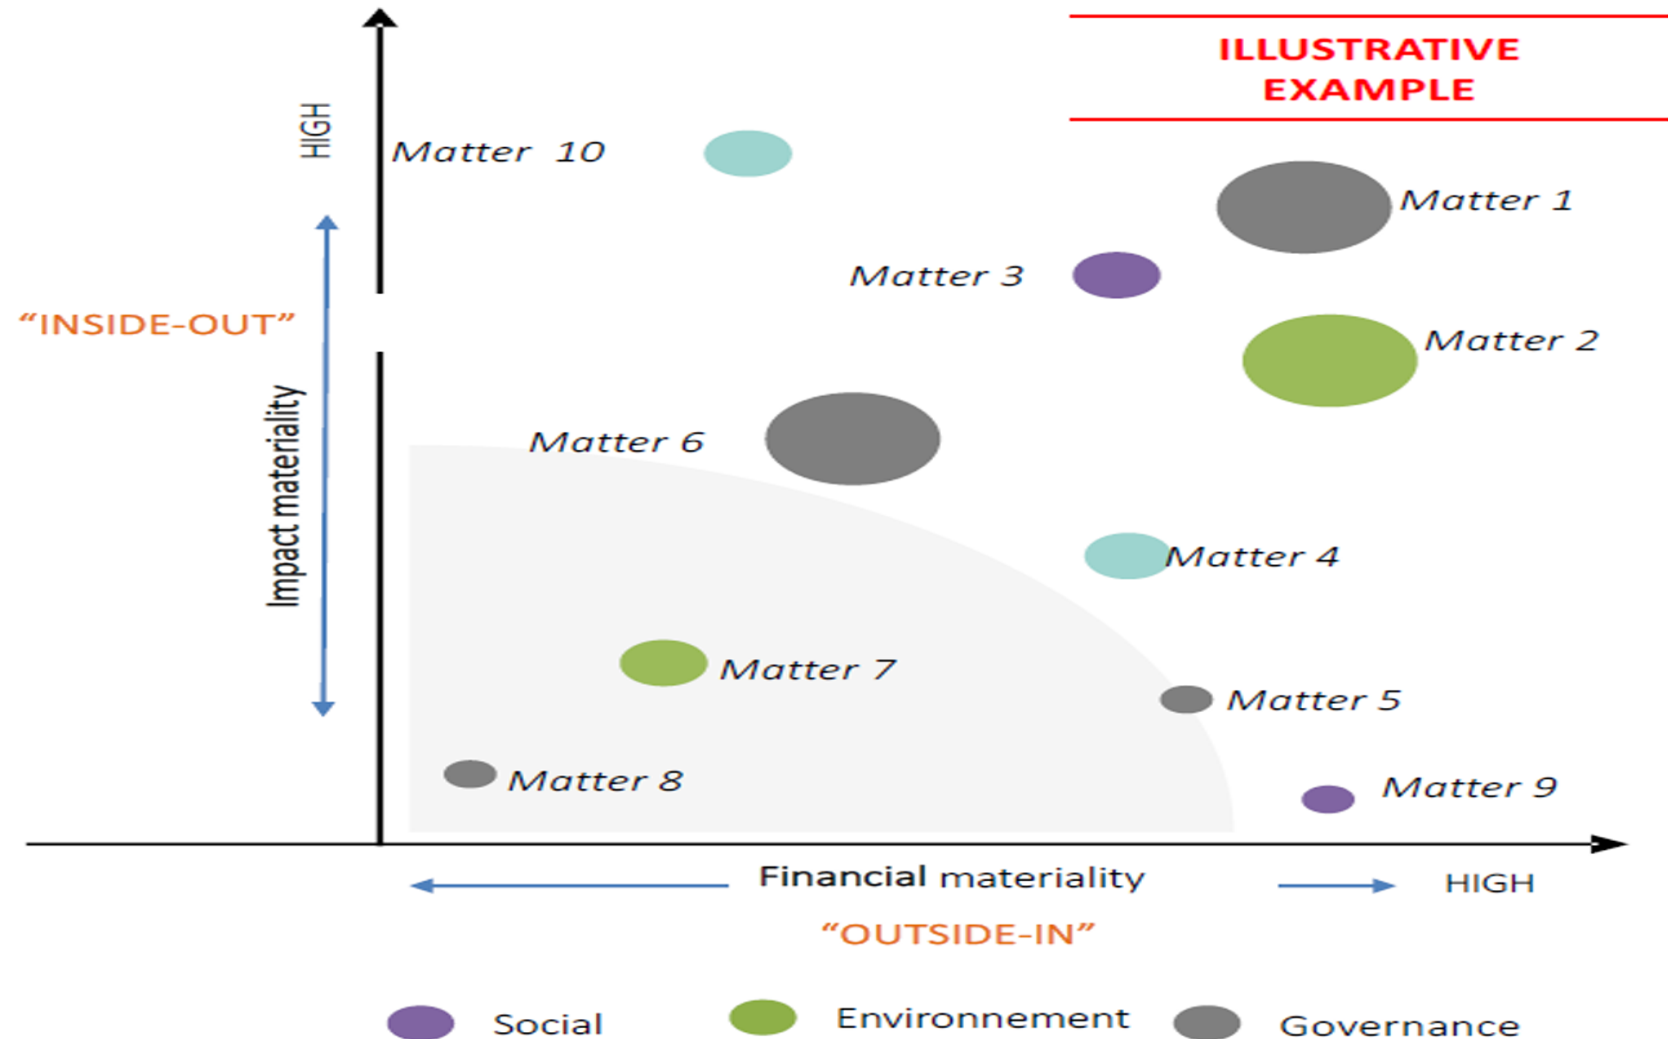 ILLUSTRATIVE
EXAMPLE
HIGH
Matter 10
Matter 1
Matter 3
"INSIDE-OUT"
Matter 2
Impact materiality
Matter 6
Matter 4
Matter 7
Matter 5
Matter 8
Matter 9
Financial materiality
HIGH
“OUTSIDE-IN”
Social
Environnement
Governance